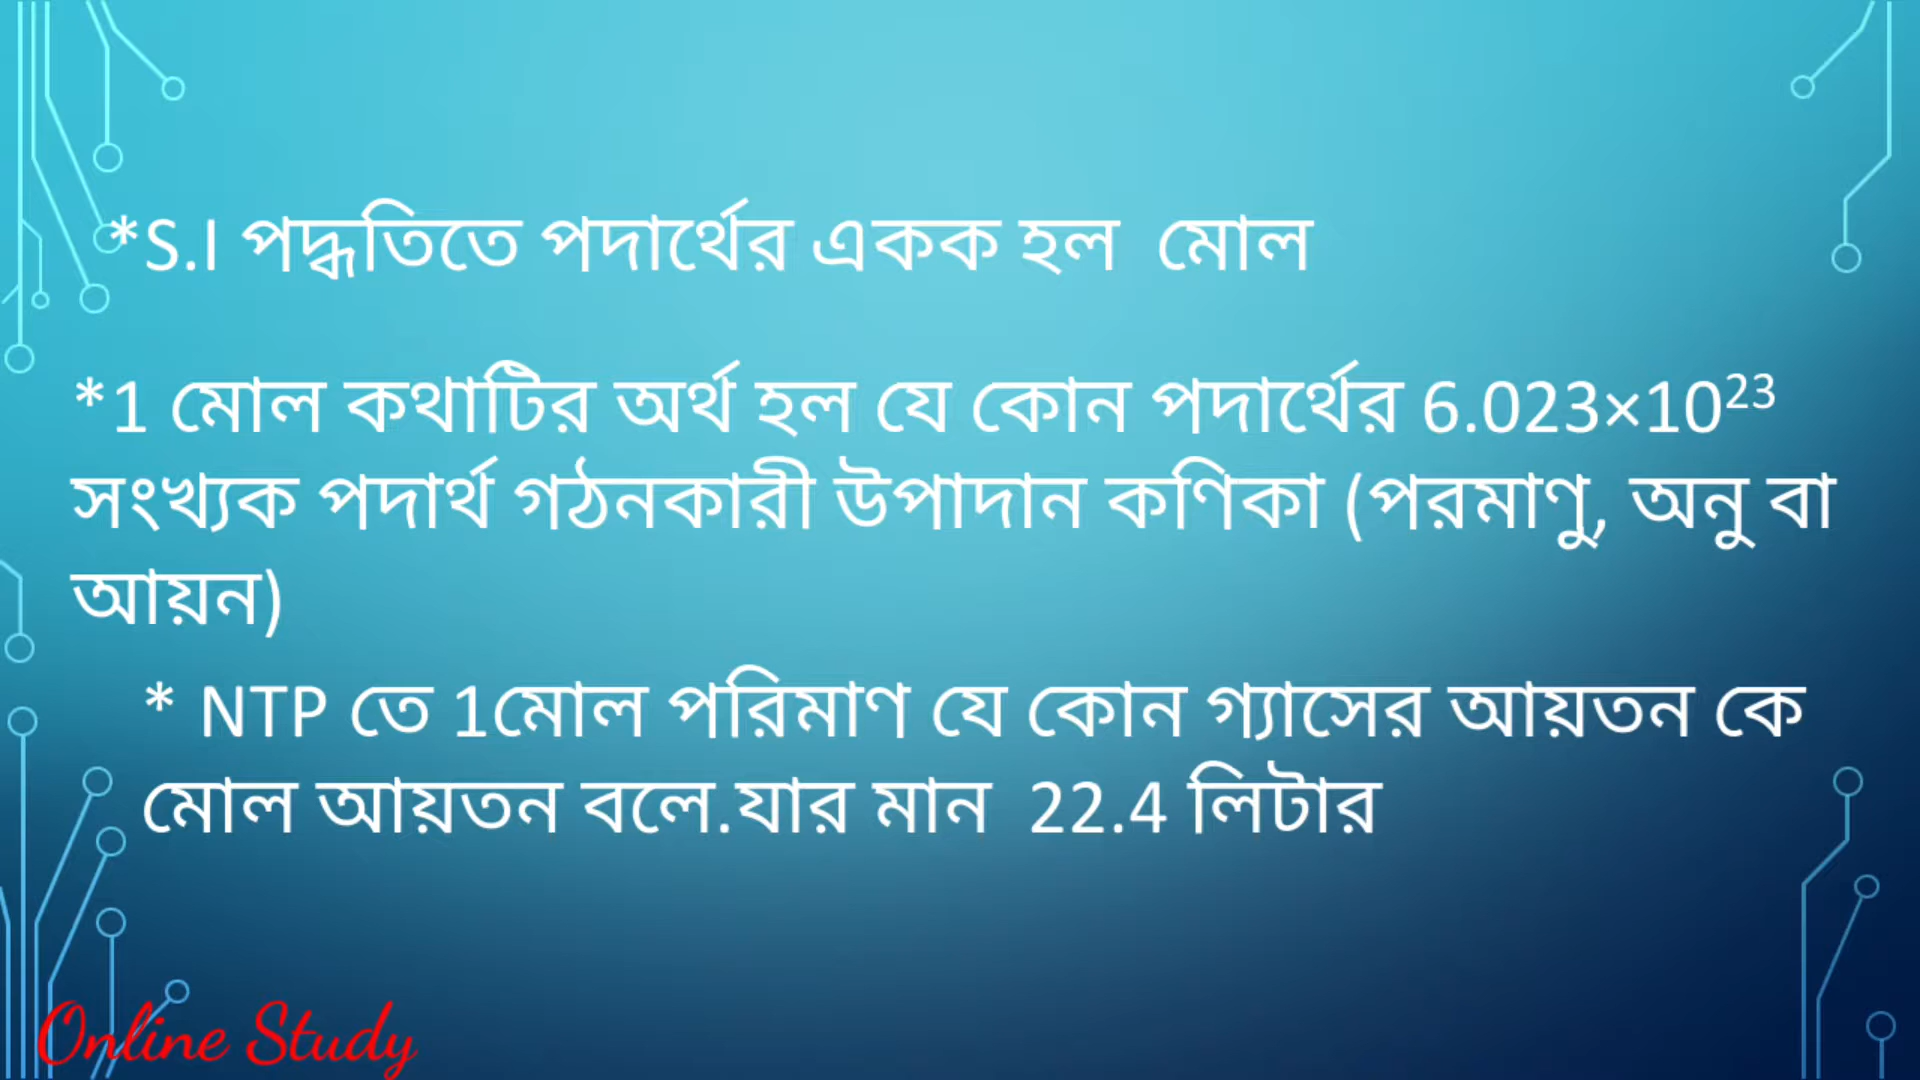 *S.I পদ্ধতিতে পদার্থের একক হল  মোল
*1 মোল কথাটির অর্থ হল যে কোন পদার্থের 6.023×10²³
সংখ্যক পদার্থ গঠনকারী উপাদান কণিকা (পরমাণু, অনু বা
আয়ন)
* NTP তে 1মোল পরিমাণ যে কোন গ্যাসের আয়তন কে
মোল আয়তন বলে.যার মান  22.4 লিটার
Online Study